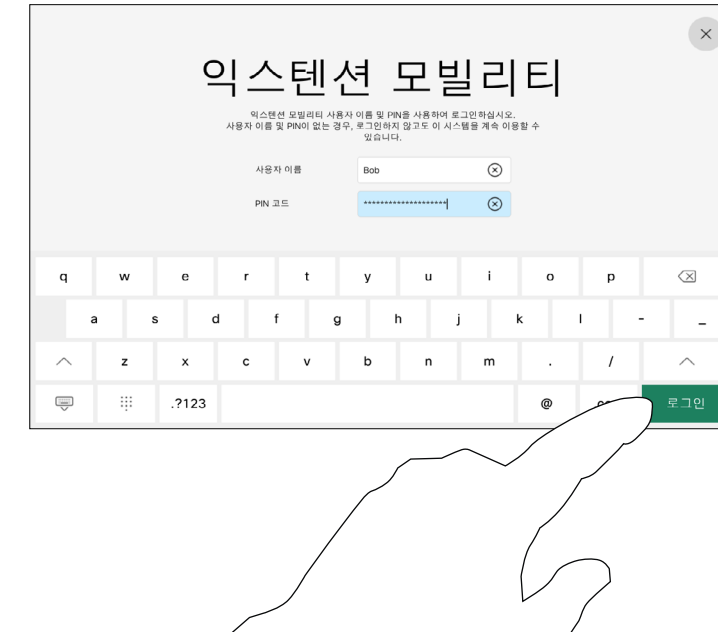 익스텐션 모빌리티
익스텐션 모빌리티 사용자 이름 및 PIN을 사용하여 로그인하십시오.
사용자 이름 및 PIN이 없는 경우, 로그인하지 않고도 이 시스템을 계속 이용할 수
있습니다.
사용자 이름 Bob
PIN 코드 ********************
q w e r t y u i o p
a s d f g h j k l - _
z x c v b n m . /
.?123 @ 로그인